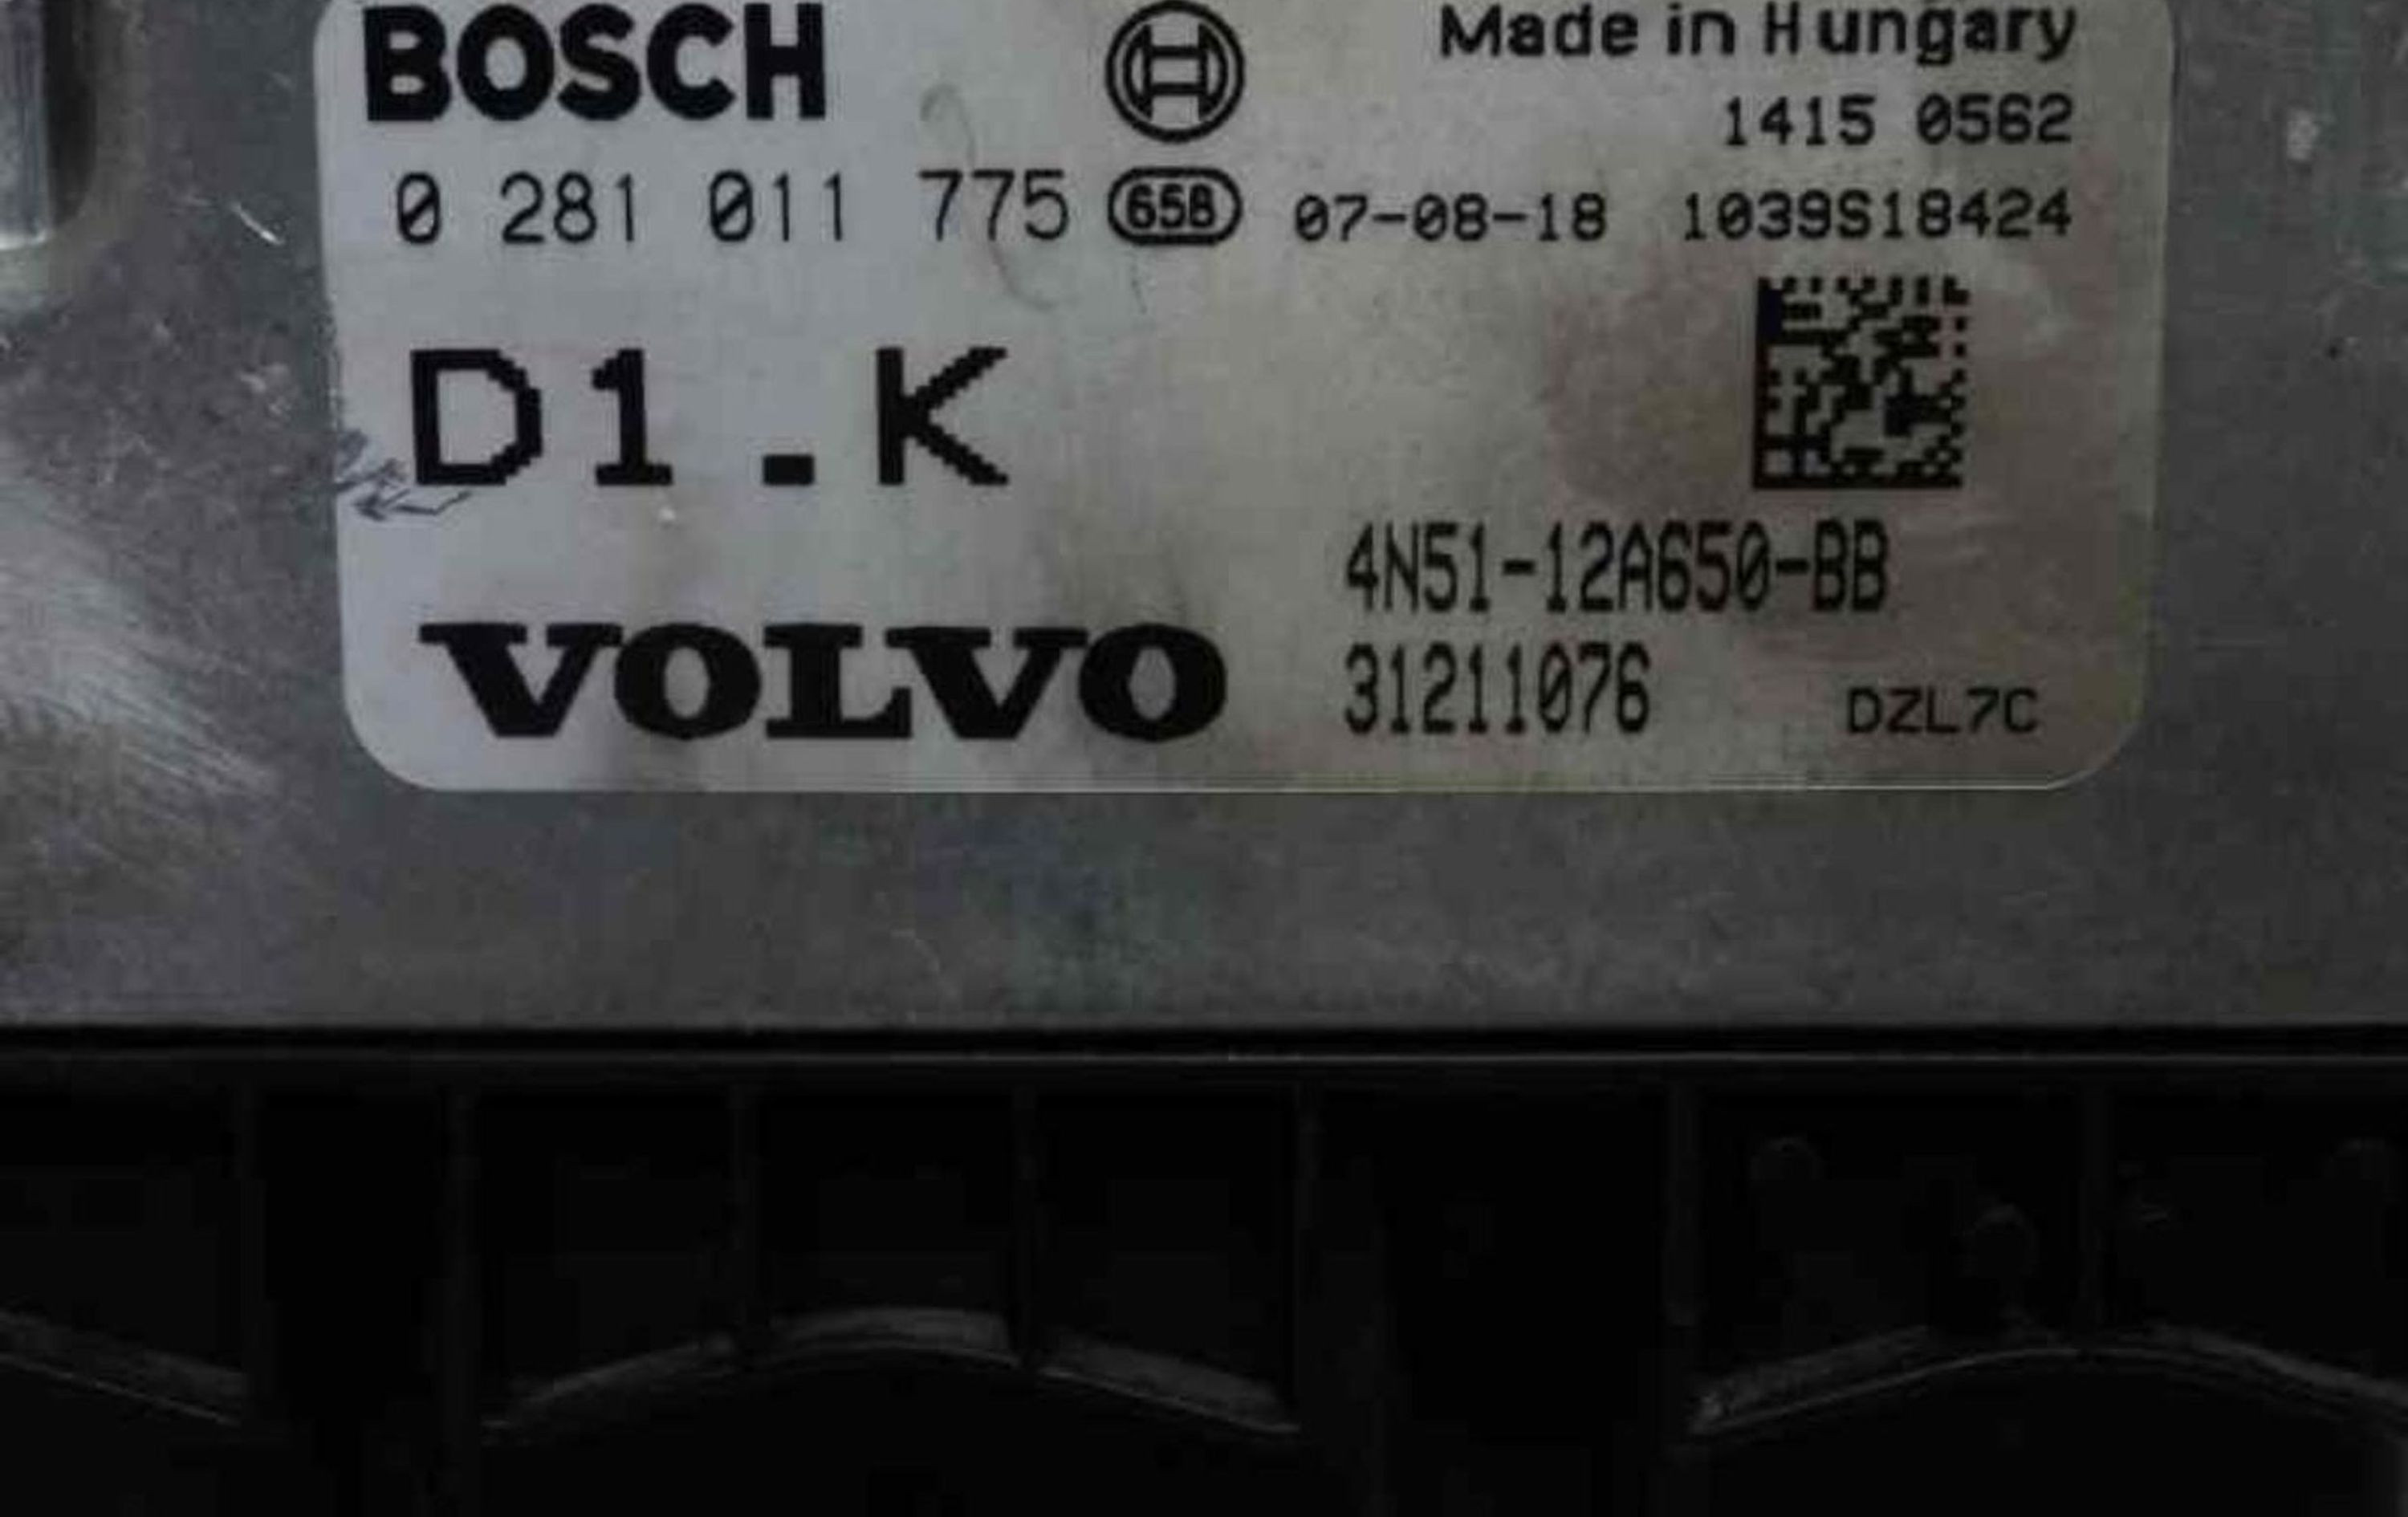 BOSCH
Made in Hungary
1415 0562
0 281 011 775 65B 07-08-18 1039S18424
D1.K
4N51-12A650-BB
VOLVO 31211076 DZL7C